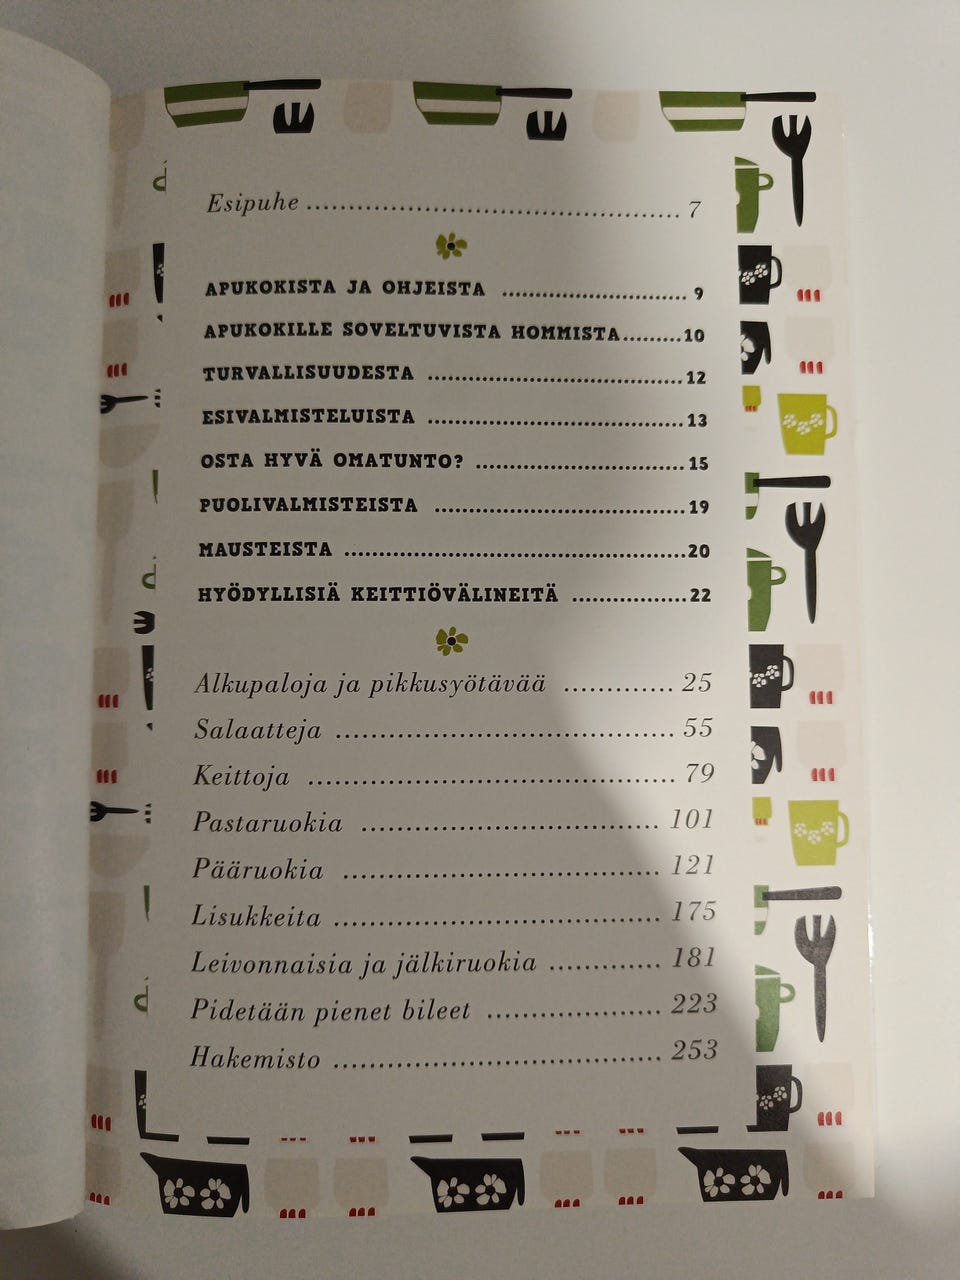 Esipuhe .......................................... 7
APUKOKISTA JA OHJEISTA ............................ 9
APUKOKILLE SOVELTUVISTA HOMMISTA.........10
TURVALLISUUDESTA ......................................12
ESIVALMISTELUISTA ......................................13
OSTA HYVÄ OMATUNTO? ................................15
PUOLIVALMISTEISTA .....................................19
MAUSTEISTA ...................................................20
HYÖDYLLISIÄ KEITTIÖVÄLINEITÄ .................22
Alkupaloja ja pikkusyötävää ............. 25
Salaatteja ........................................ 55
Keittoja ........................................... 79
Pastaruokia ................................... 101
Pääruokia ..................................... 121
Lisukkeita ...................................... 175
Leivonnaisia ja jälkiruokia ............. 181
Pidetään pienet bileet .................... 223
Hakemisto ...................................... 253